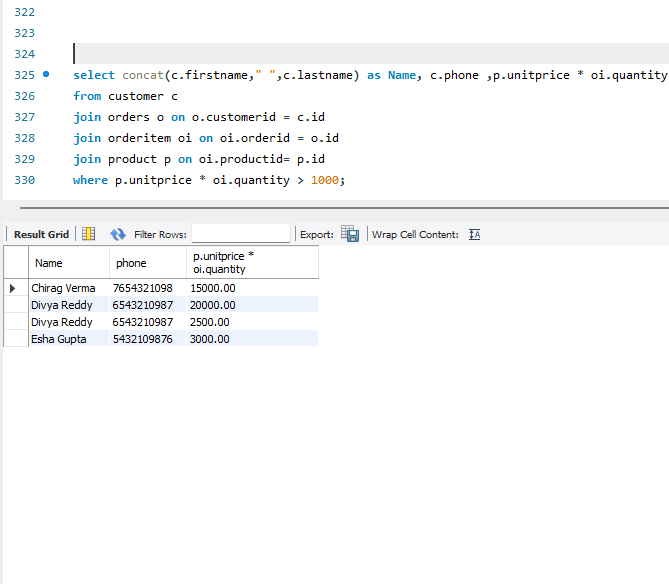 322
323
324
325 select concat(c.firstname," ",c.lastname) as Name, c.phone ,p.unitprice * oi.quantity
326 from customer c
327 join orders o on o.customerid = c.id
328 join orderitem oi on oi.orderid = o.id
329 join product p on oi.productid= p.id
330 where p.unitprice * oi.quantity > 1000;
Result Grid Filter Rows: Export: Wrap Cell Content: IA
Name phone p.unitprice *
oi.quantity
Chirag Verma 7654321098 15000.00
Divya Reddy 6543210987 20000.00
Divya Reddy 6543210987 2500.00
Esha Gupta 5432109876 3000.00